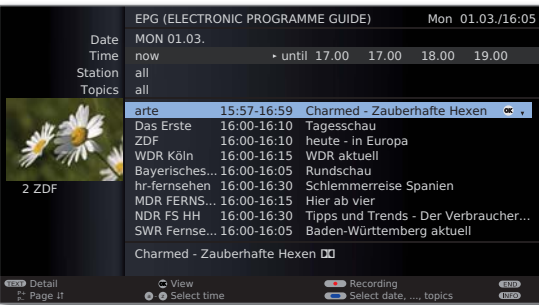 EPG (ELECTRONIC PROGRAMME GUIDE) Mon 01.03./16:05
Date MON 01.03.
Time now ▸ until 17.00 17.00 18.00 19.00
Station all
Topics all
arte 15:57-16:59 Charmed - Zauberhafte Hexen OK
Das Erste 16:00-16:10 Tagesschau
ZDF 16:00-16:10 heute - in Europa
WDR Köln 16:00-16:15 WDR aktuell
Bayerisches... 16:00-16:05 Rundschau
hr-fernsehen 16:00-16:30 Schlemmerreise Spanien
MDR FERNS... 16:00-16:15 Hier ab vier
NDR FS HH 16:00-16:30 Tipps und Trends - Der Verbraucher...
SWR Fernse... 16:00-16:05 Baden-Württemberg aktuell
2 ZDF
Charmed - Zauberhafte Hexen
TEXT Detail OK View Recording END
P+ P- Page Select time Select date, ..., topics INFO